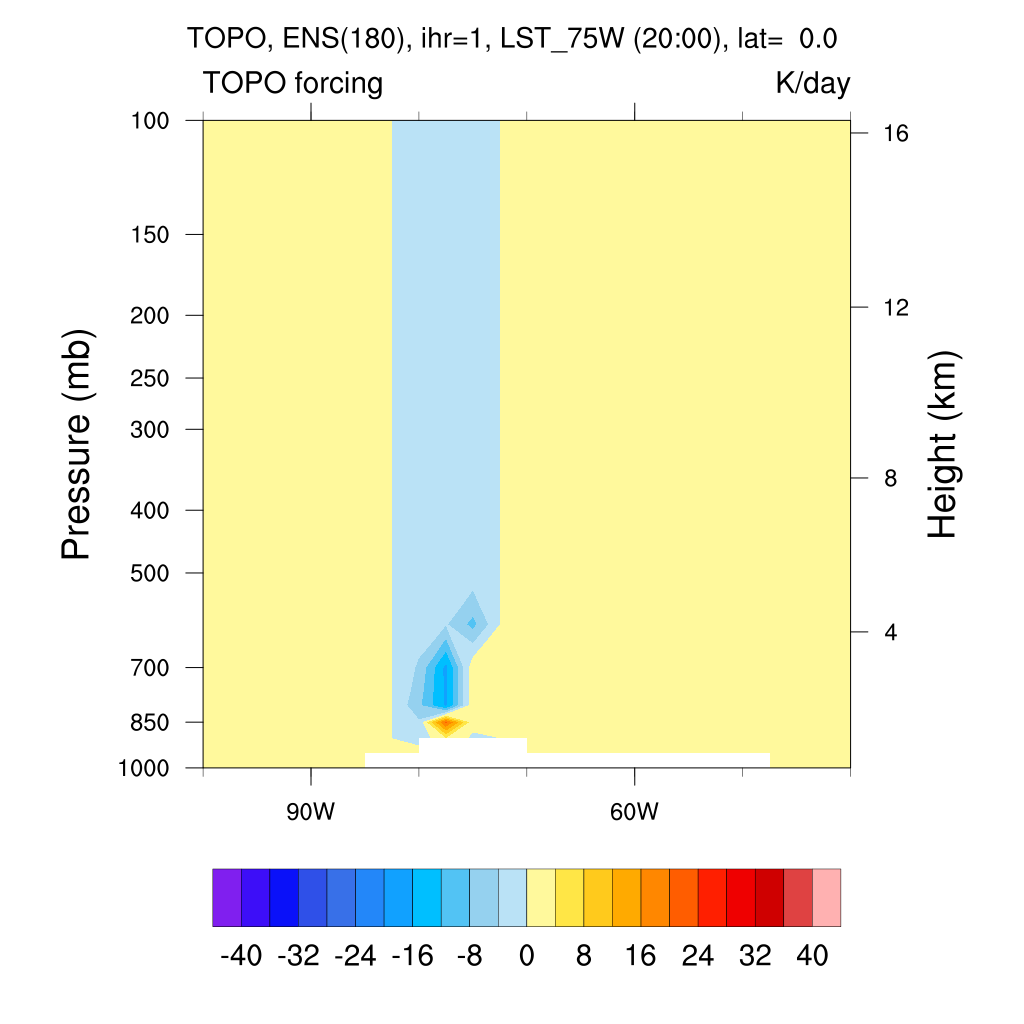 TOPO, ENS(180), ihr=1, LST_75W (20:00), lat=  0.0
TOPO forcing
K/day
100
150
200
250
300
400
500
700
850
1000
Pressure (mb)
16
12
8
4
Height (km)
90W
60W
-40 -32 -24 -16 -8 0 8 16 24 32 40